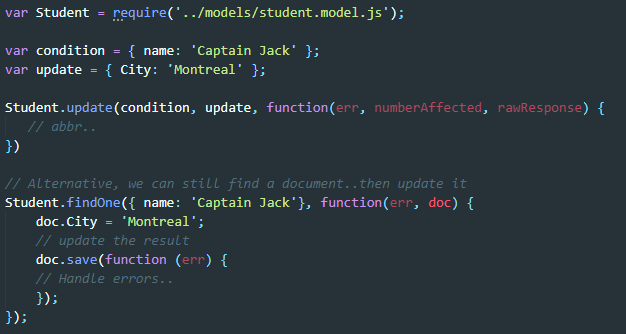 var Student = require('../models/student.model.js');
var condition = { name: 'Captain Jack' };
var update = { City: 'Montreal' };
Student.update(condition, update, function(err, numberAffected, rawResponse) {
// abbr..
})
// Alternative, we can still find a document..then update it
Student.findOne({ name: 'Captain Jack'}, function(err, doc) {
doc.City = 'Montreal';
// update the result
doc.save(function (err) {
// Handle errors..
});
});